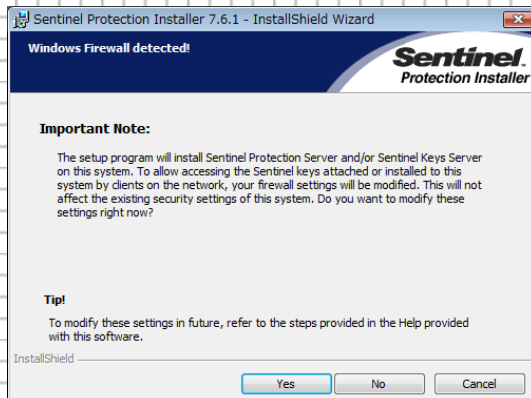 Sentinel Protection Installer 7.6.1 - InstallShield Wizard
Windows Firewall detected!
Sentinel.
Protection Installer
Important Note:
The setup program will install Sentinel Protection Server and/or Sentinel Keys Server
on this system. To allow accessing the Sentinel keys attached or installed to this
system by clients on the network, your firewall settings will be modified. This will not
affect the existing security settings of this system. Do you want to modify these
settings right now?
Tip!
To modify these settings in future, refer to the steps provided in the Help provided
with this software.
InstallShield
Yes
No
Cancel